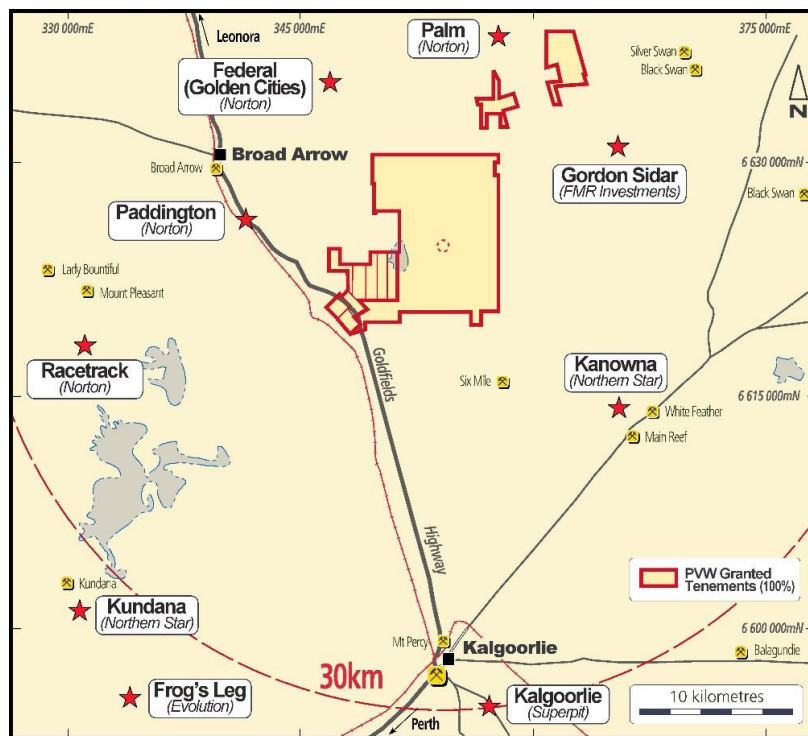 330 000mE
345 000mE
375 000mE
Leonora
Palm
(Norton)
Silver Swan
Black Swan
Federal
(Golden Cities)
(Norton)
N
Broad Arrow
Broad Arrow
6 630 000mN
Gordon Sidar
(FMR Investments)
Black Swan
Paddington
(Norton)
Lady Bountiful
Mount Pleasant
Racetrack
(Norton)
Goldfields
Six Mile
Kanowna
(Northern Star)
6 615 000mN
White Feather
Main Reef
Highway
PVW Granted
Tenements (100%)
Kundana
Kundana
(Northern Star)
6 600 000mN
Mt Percy
Kalgoorlie
Balagundie
30km
Frog's Leg
(Evolution)
Kalgoorlie
(Superpit)
10 kilometres
Perth